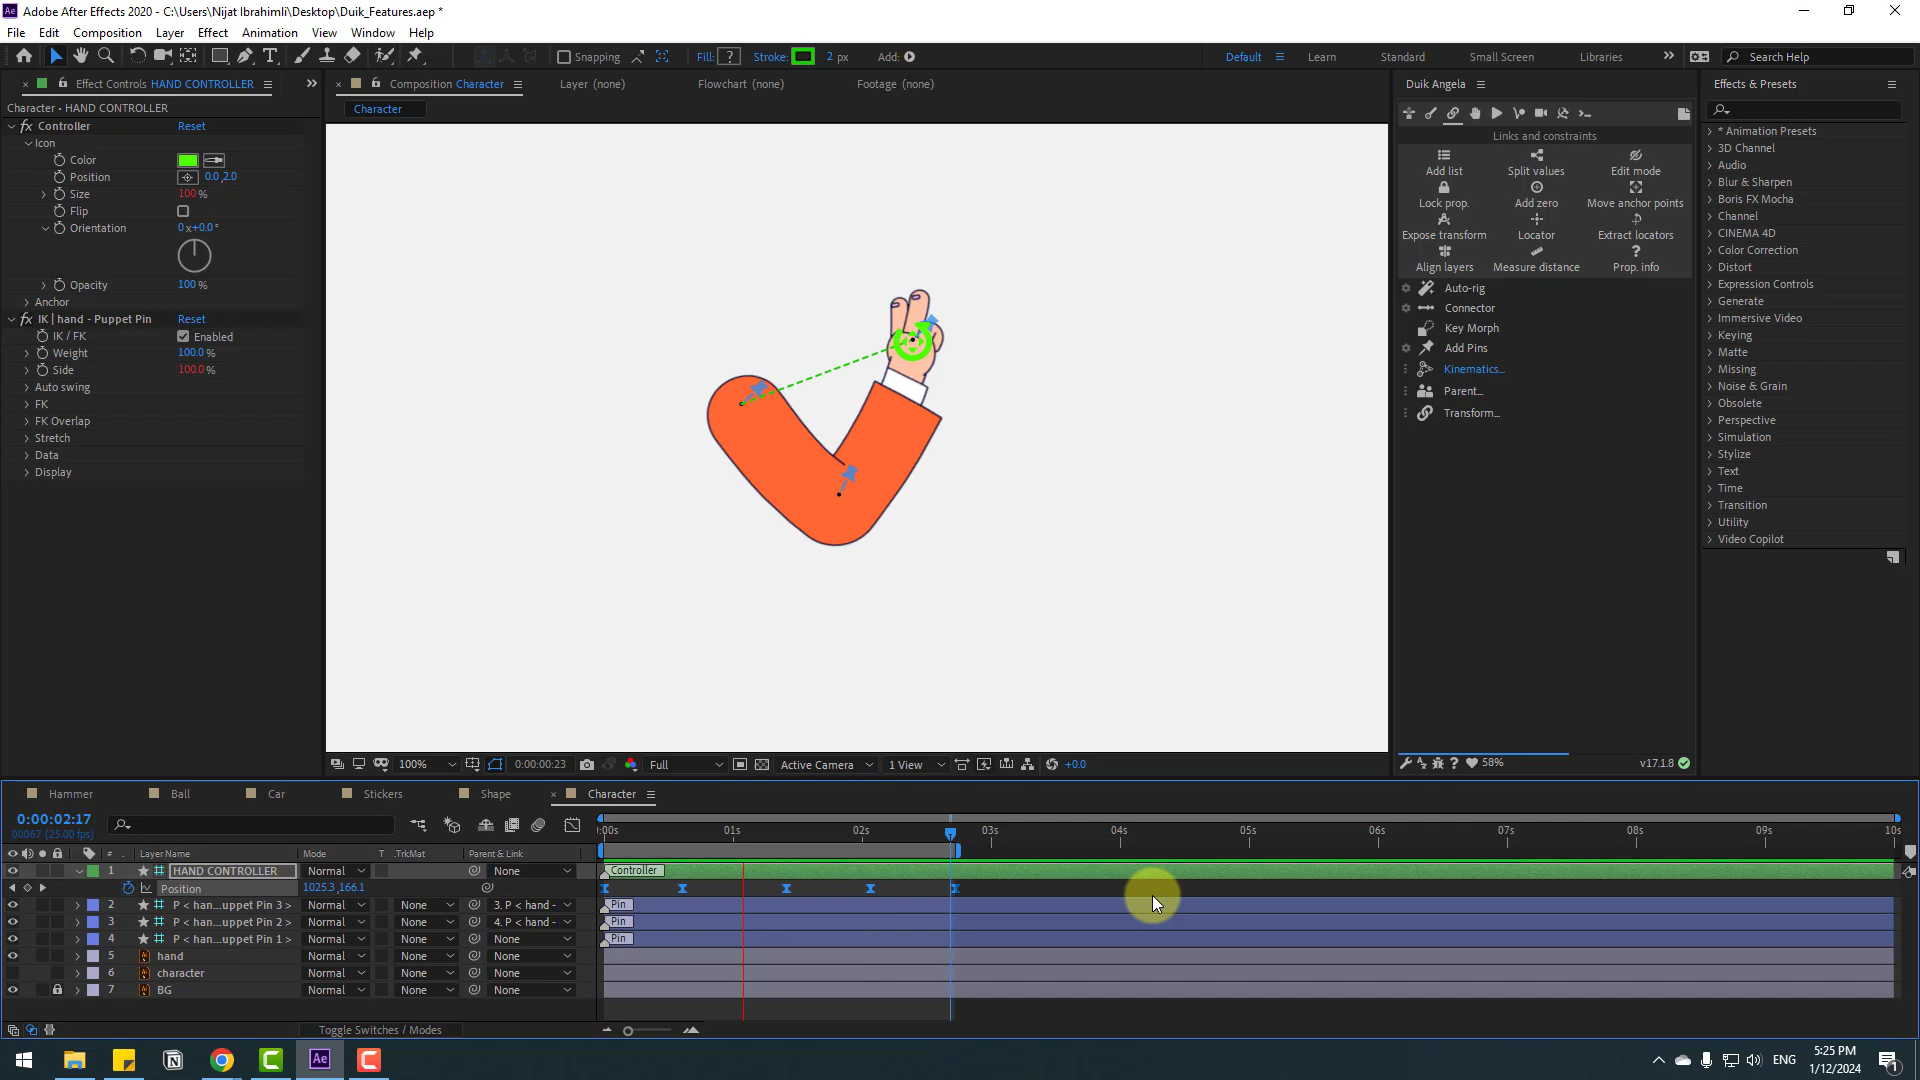 Adobe After Effects 2020 - C:\Users\Nijat Ibrahimli\Desktop\Duik_Features.aep *
File Edit Composition Layer Effect Animation View Window Help
Snapping Fill: ? Stroke: 2 px Add: Default Learn Standard Small Screen Libraries Search Help
Effect Controls HAND CONTROLLER
Composition Character Layer (none) Flowchart (none) Footage (none)
Duik Angela
Effects & Presets
Character • HAND CONTROLLER
Character
Controller Reset
Icon
Color
Position 0.0,2.0
Size 100 %
Flip
Orientation 0 x+0.0 °
Opacity 100 %
Anchor
IK | hand - Puppet Pin Reset
IK / FK Enabled
Weight 100.0 %
Side 100.0 %
Auto swing
FK
FK Overlap
Stretch
Data
Display
Links and constraints
Add list Split values Edit mode
Lock prop. Add zero Move anchor points
Expose transform Locator Extract locators
Align layers Measure distance Prop. info
Auto-rig
Connector
Key Morph
Add Pins
Kinematics...
Parent...
Transform...
58% v17.1.8
* Animation Presets
3D Channel
Audio
Blur & Sharpen
Boris FX Mocha
Channel
CINEMA 4D
Color Correction
Distort
Expression Controls
Generate
Immersive Video
Keying
Matte
Missing
Noise & Grain
Obsolete
Perspective
Simulation
Stylize
Text
Time
Transition
Utility
Video Copilot
100% 0:00:00:23 Full Active Camera 1 View +0.0
Hammer Ball Car Stickers Shape Character
0:00:02:17
00067 (25.00 fps)
:00s 01s 02s 03s 04s 05s 06s 07s 08s 09s 10s
# Layer Name Mode T .TrkMat Parent & Link
1 HAND CONTROLLER Normal None Controller
Position 1025.3,166.1
2 P < han...uppet Pin 3 > Normal None 3. P < hand - Pin
3 P < han...uppet Pin 2 > Normal None 4. P < hand - Pin
4 P < han...uppet Pin 1 > Normal None None Pin
5 hand Normal None None
6 character Normal None None
7 BG Normal None None
Toggle Switches / Modes
Ae ENG 5:25 PM
1/12/2024 1